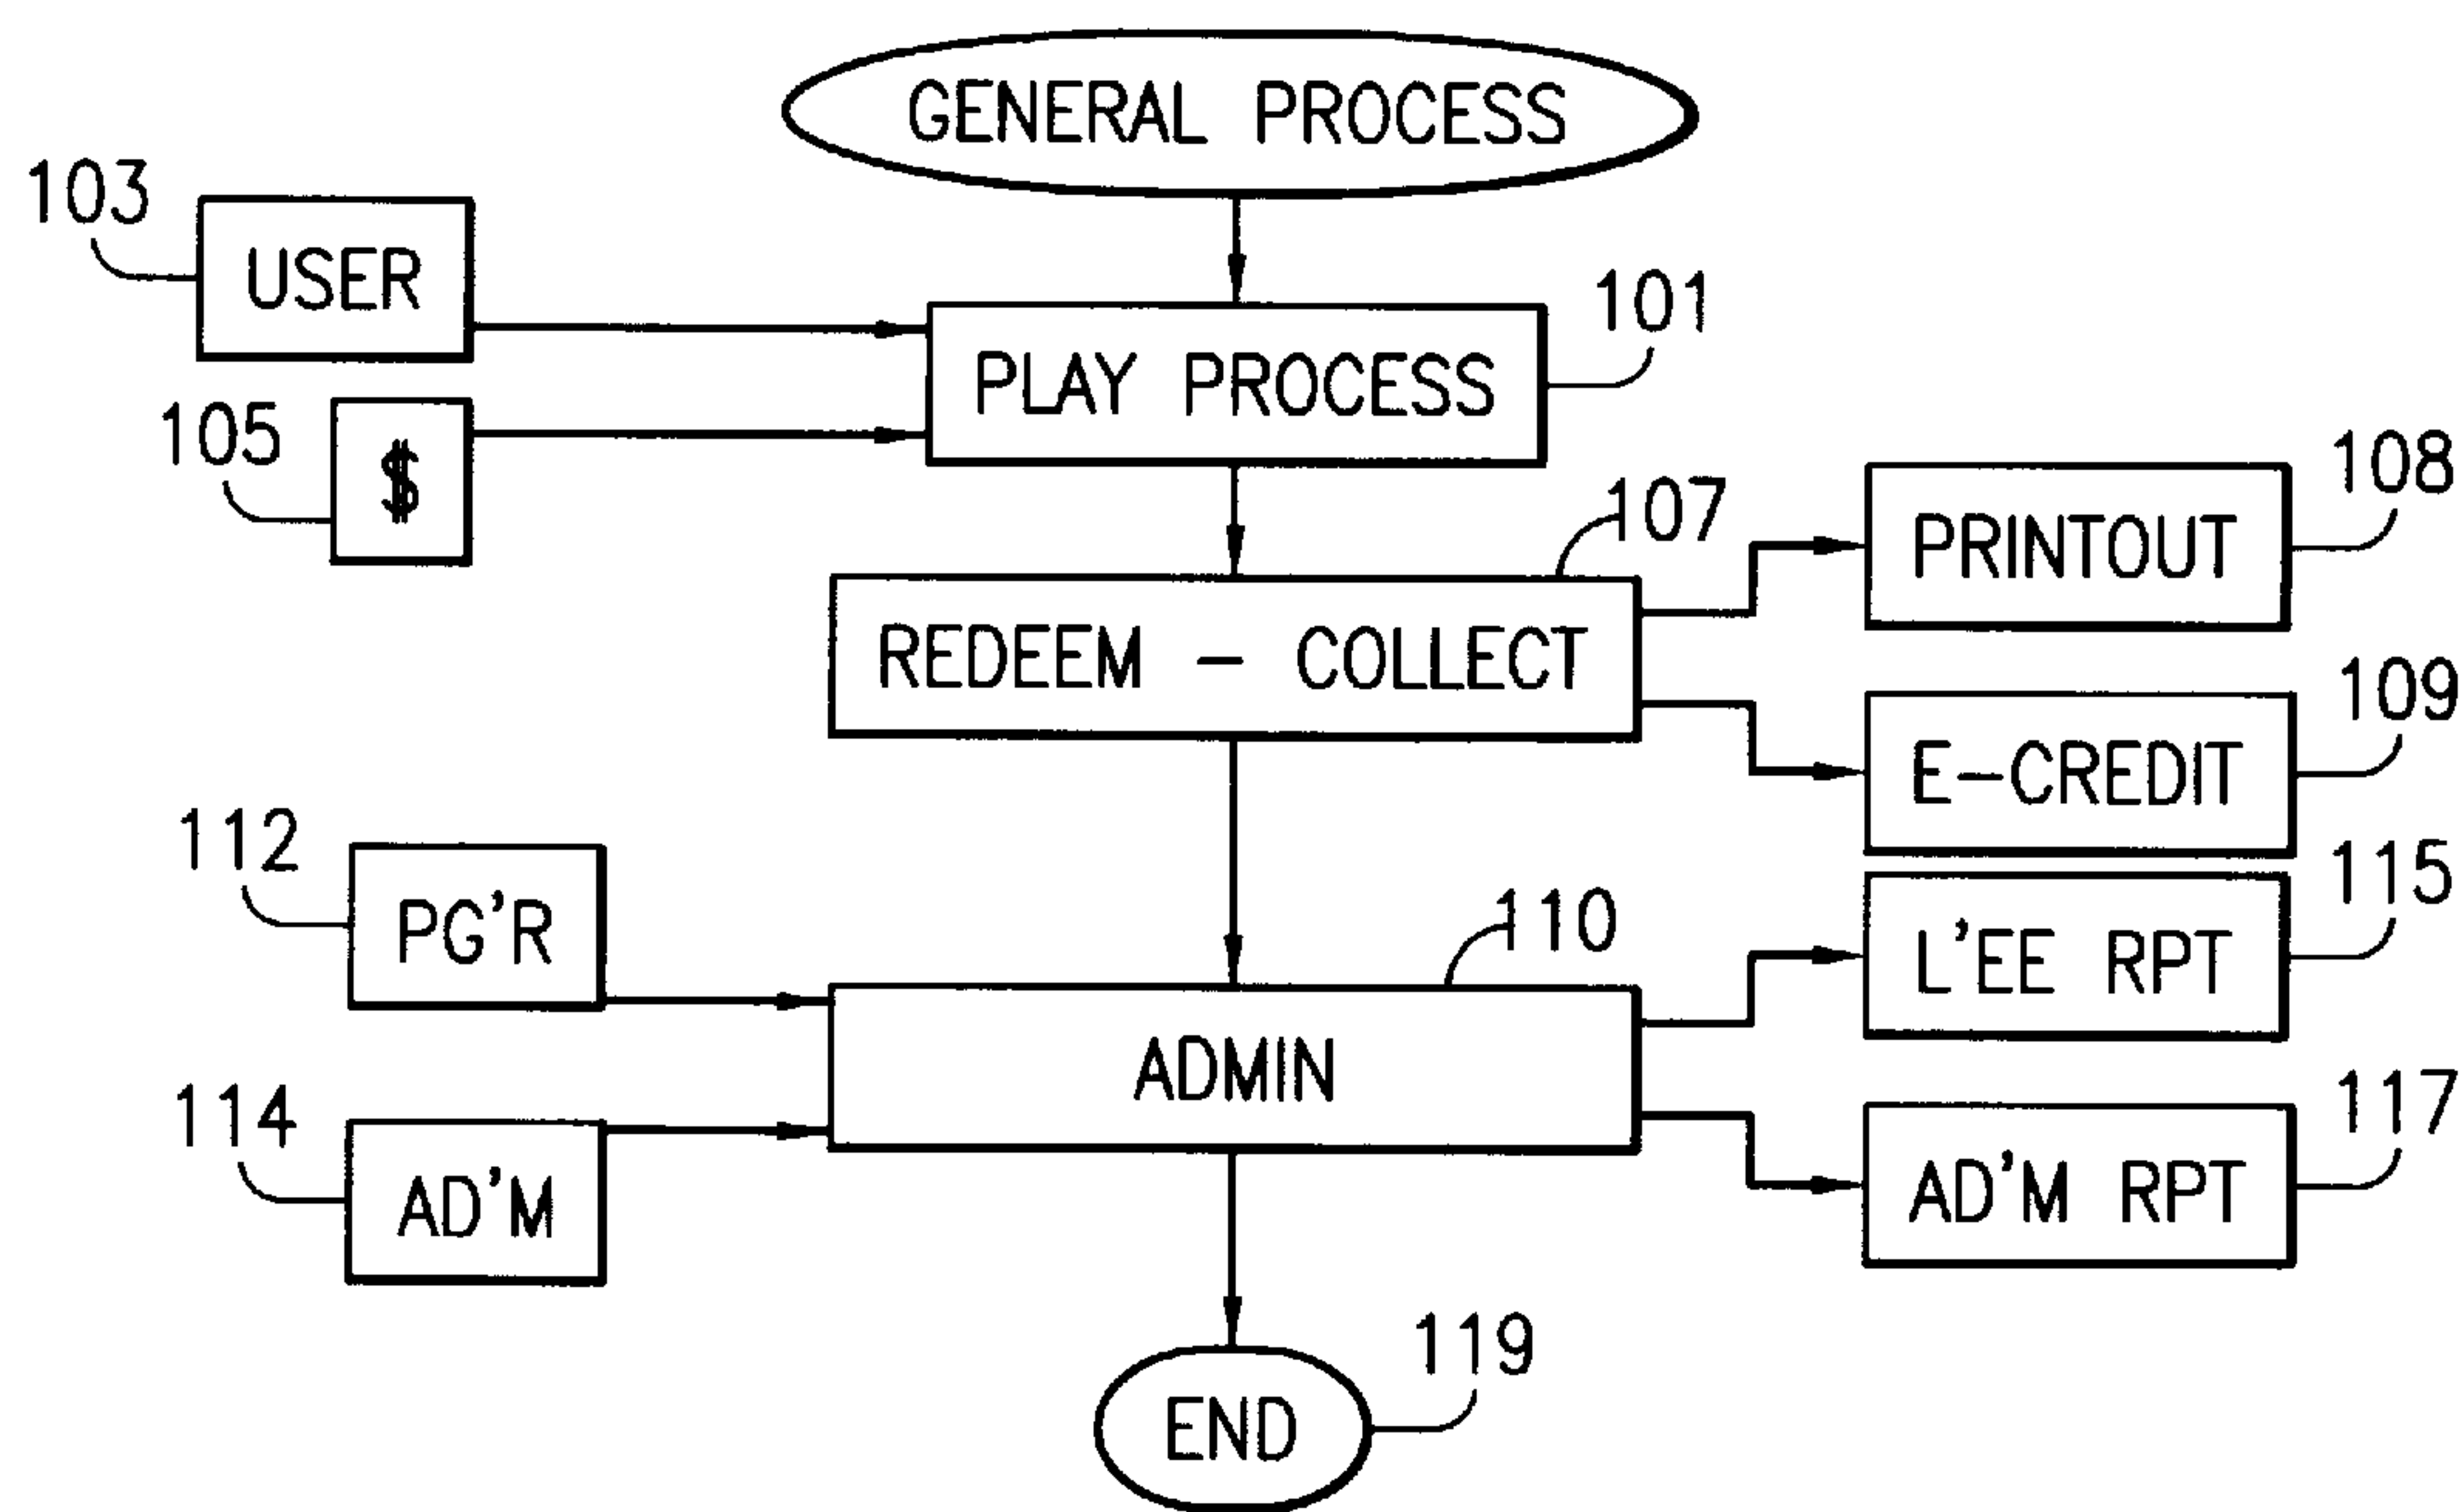 GENERAL PROCESS
103
USER
101
PLAY PROCESS
105
$
107
108
PRINTOUT
REDEEM - COLLECT
109
E-CREDIT
112
PG'R
110
115
L'EE RPT
ADMIN
114
AD'M
117
AD'M RPT
119
END